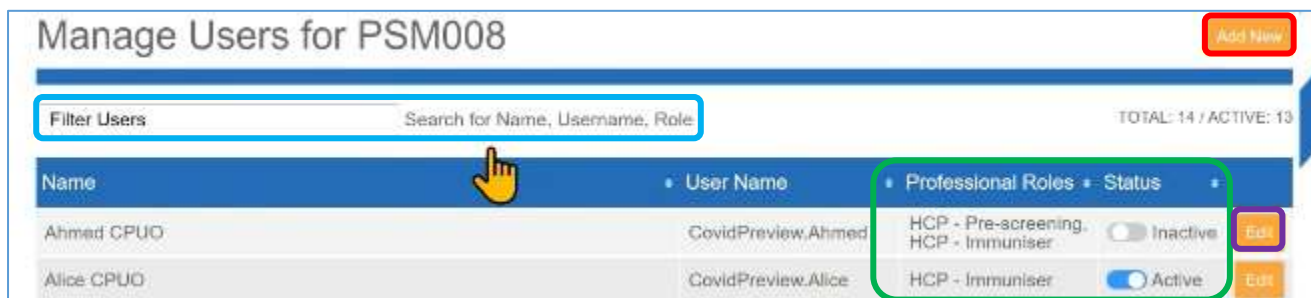 Manage Users for PSM008
Add New
Filter Users Search for Name, Username, Role
TOTAL: 14 / ACTIVE: 13
Name User Name Professional Roles Status
Ahmed CPUO CovidPreview.Ahmed HCP - Pre-screening, Inactive Edit
HCP - Immuniser
Alice CPUO CovidPreview.Alice HCP - Immuniser Active Edit